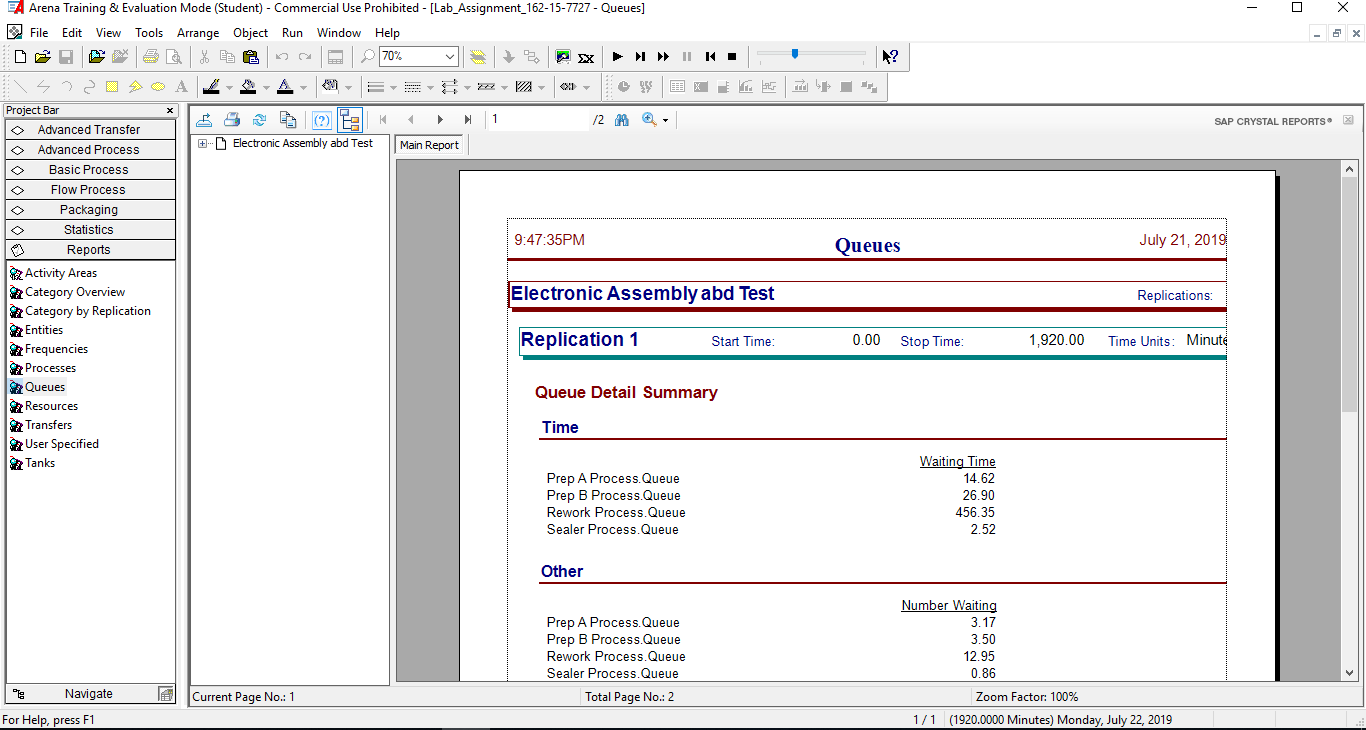 Arena Training & Evaluation Mode (Student) - Commercial Use Prohibited - [Lab_Assignment_162-15-7727 - Queues]
File Edit View Tools Arrange Object Run Window Help
70%
Project Bar
Advanced Transfer
Advanced Process
Basic Process
Flow Process
Packaging
Statistics
Reports
Activity Areas
Category Overview
Category by Replication
Entities
Frequencies
Processes
Queues
Resources
Transfers
User Specified
Tanks
Navigate
1 /2
SAP CRYSTAL REPORTS®
Electronic Assembly abd Test
Main Report
9:47:35PM Queues July 21, 2019
Electronic Assembly abd Test Replications:
Replication 1 Start Time: 0.00 Stop Time: 1,920.00 Time Units: Minute
Queue Detail Summary
Time
Waiting Time
Prep A Process.Queue 14.62
Prep B Process.Queue 26.90
Rework Process.Queue 456.35
Sealer Process.Queue 2.52
Other
Number Waiting
Prep A Process.Queue 3.17
Prep B Process.Queue 3.50
Rework Process.Queue 12.95
Sealer Process.Queue 0.86
Current Page No.: 1 Total Page No.: 2 Zoom Factor: 100%
For Help, press F1 1 / 1 (1920.0000 Minutes) Monday, July 22, 2019